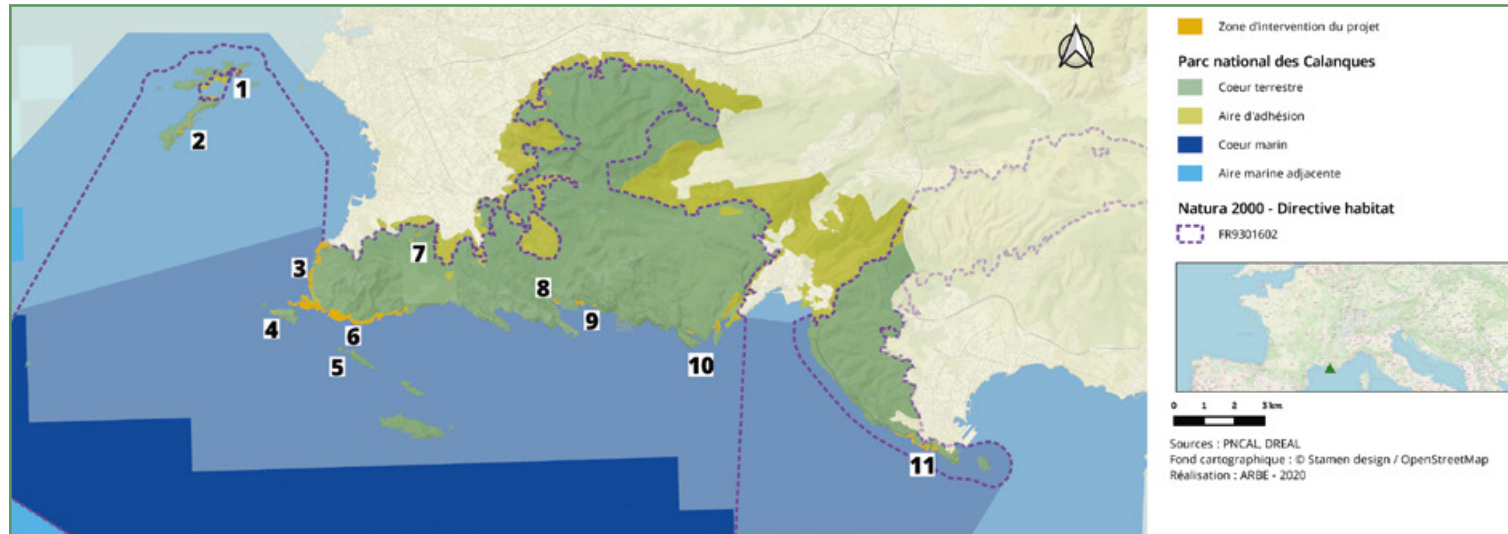 1
2
3
4
5
6
7
8
9
10
11
Zone d'intervention du projet
Parc national des Calanques
Coeur terrestre
Aire d'adhésion
Coeur marin
Aire marine adjacente
Natura 2000 - Directive habitat
FR9301602
0 1 2 3 km
Sources : PNCAL, DREAL
Fond cartographique : © Stamen design / OpenStreetMap
Réalisation : ARBE - 2020